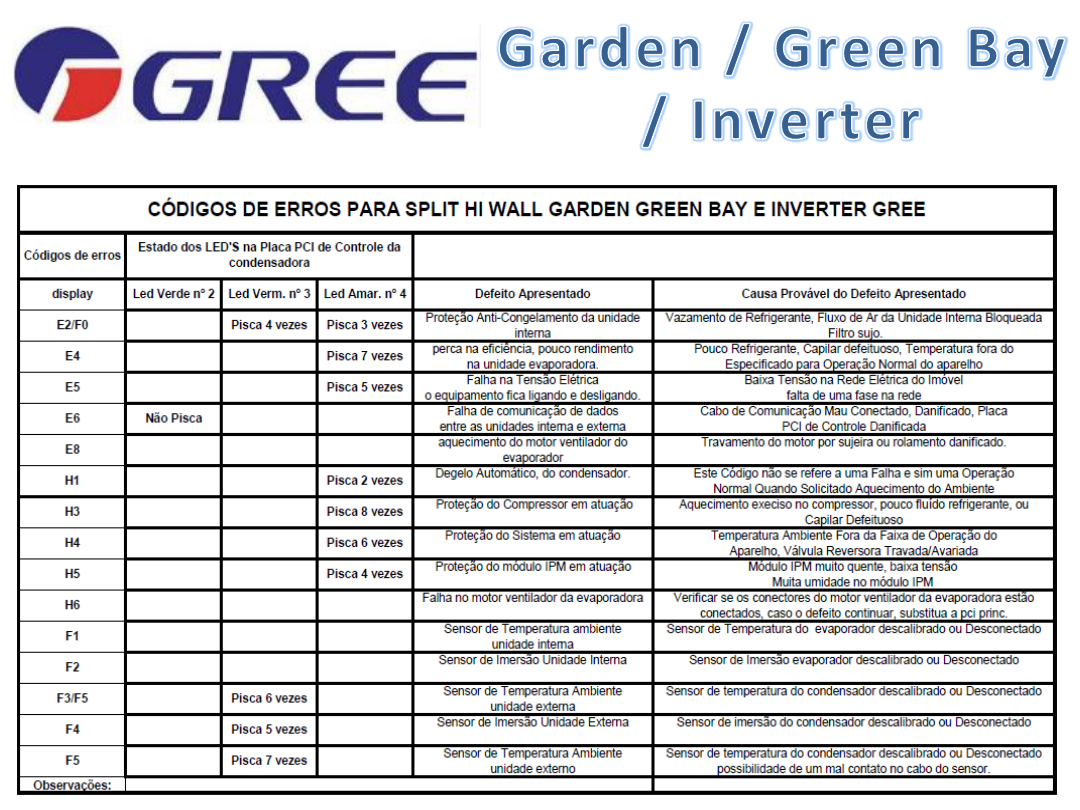 GREE
Garden / Green Bay
/ Inverter
CÓDIGOS DE ERROS PARA SPLIT HI WALL GARDEN GREEN BAY E INVERTER GREE
Códigos de erros
Estado dos LED'S na Placa PCI de Controle da
condensadora
display Led Verde nº 2 Led Verm. nº 3 Led Amar. nº 4 Defeito Apresentado Causa Provável do Defeito Apresentado
E2/F0 Pisca 4 vezes Pisca 3 vezes Proteção Anti-Congelamento da unidade Vazamento de Refrigerante, Fluxo de Ar da Unidade Interna Bloqueada
interna Filtro sujo.
E4 Pisca 7 vezes perca na eficiência, pouco rendimento Pouco Refrigerante, Capilar defeituoso, Temperatura fora do
na unidade evaporadora. Especificado para Operação Normal do aparelho
E5 Pisca 5 vezes Falha na Tensão Elétrica Baixa Tensão na Rede Elétrica do Imóvel
o equipamento fica ligando e desligando. falta de uma fase na rede
E6 Não Pisca Falha de comunicação de dados Cabo de Comunicação Mau Conectado, Danificado, Placa
entre as unidades interna e externa PCI de Controle Danificada
E8 aquecimento do motor ventilador do Travamento do motor por sujeira ou rolamento danificado.
evaporador
H1 Pisca 2 vezes Degelo Automático, do condensador. Este Código não se refere a uma Falha e sim uma Operação
Normal Quando Solicitado Aquecimento do Ambiente
H3 Pisca 8 vezes Proteção do Compressor em atuação Aquecimento execiso no compressor, pouco fluído refrigerante, ou
Capilar Defeituoso
H4 Pisca 6 vezes Proteção do Sistema em atuação Temperatura Ambiente Fora da Faixa de Operação do
Aparelho, Válvula Reversora Travada/Avariada
H5 Pisca 4 vezes Proteção do módulo IPM em atuação Módulo IPM muito quente, baixa tensão
Muita umidade no módulo IPM
H6 Falha no motor ventilador da evaporadora Verificar se os conectores do motor ventilador da evaporadora estão
conectados, caso o defeito continuar, substitua a pci princ.
F1 Sensor de Temperatura ambiente Sensor de Temperatura do evaporador descalibrado ou Desconectado
unidade interna
F2 Sensor de Imersão Unidade Interna Sensor de Imersão evaporador descalibrado ou Desconectado
F3/F5 Pisca 6 vezes Sensor de Temperatura Ambiente Sensor de temperatura do condensador descalibrado ou Desconectado
unidade externa
F4 Pisca 5 vezes Sensor de Imersão Unidade Externa Sensor de imersão do condensador descalibrado ou Desconectado
F5 Pisca 7 vezes Sensor de Temperatura Ambiente Sensor de temperatura do condensador descalibrado ou Desconectado
unidade externo possibilidade de um mal contato no cabo do sensor.
Observações: